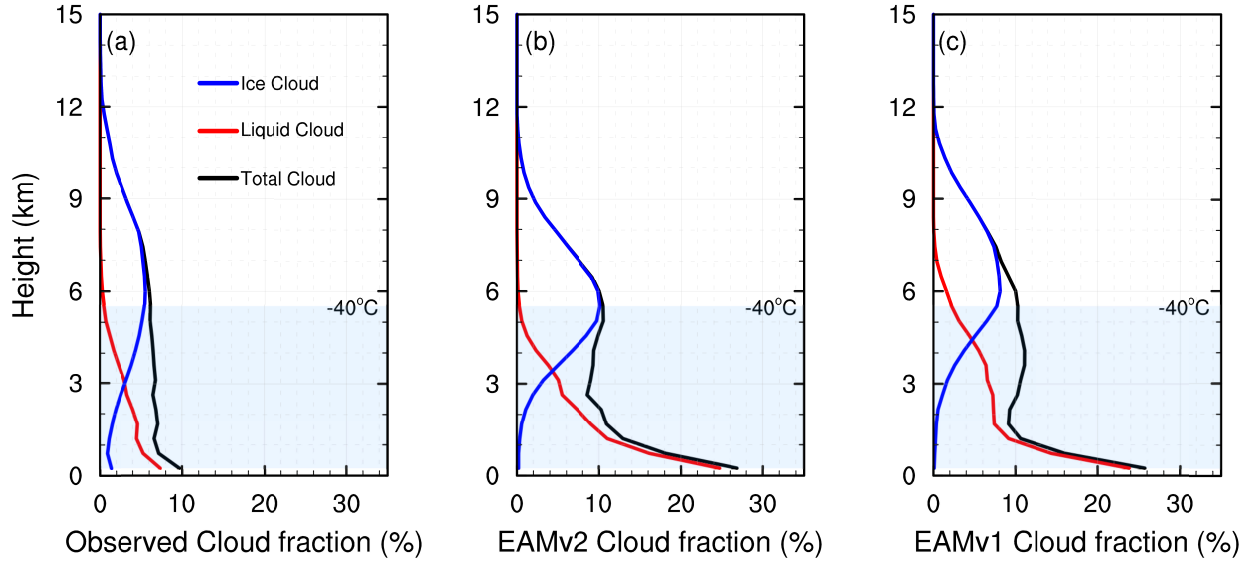 15
12
9
6
3
0
Height (km)
(a)
Ice Cloud
Liquid Cloud
Total Cloud
-40°C
0 10 20 30
Observed Cloud fraction (%)
15
12
9
6
3
0
(b)
-40°C
0 10 20 30
EAMv2 Cloud fraction (%)
15
12
9
6
3
0
(c)
-40°C
0 10 20 30
EAMv1 Cloud fraction (%)